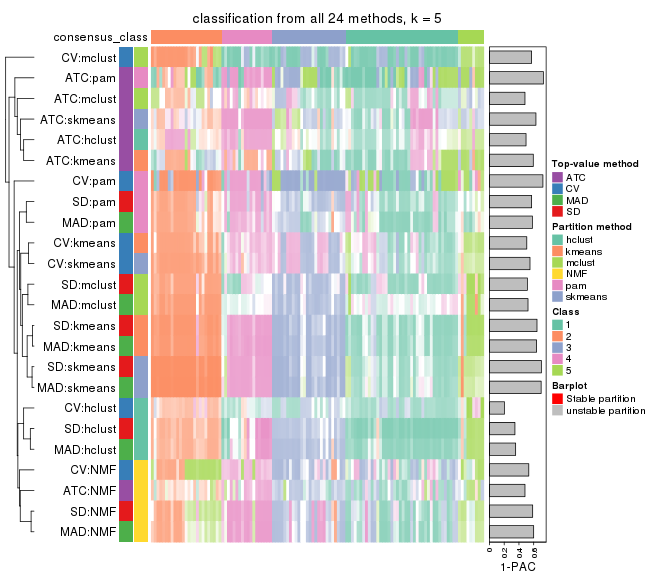 classification from all 24 methods, k = 5
consensus_class
CV:mclust
ATC:pam
ATC:mclust
ATC:skmeans
ATC:hclust
ATC:kmeans
CV:pam
SD:pam
MAD:pam
CV:kmeans
CV:skmeans
SD:mclust
MAD:mclust
SD:kmeans
MAD:kmeans
SD:skmeans
MAD:skmeans
CV:hclust
SD:hclust
MAD:hclust
CV:NMF
ATC:NMF
SD:NMF
MAD:NMF
0 0.2 0.4 0.6
1-PAC
Top-value method
ATC
CV
MAD
SD
Partition method
hclust
kmeans
mclust
NMF
pam
skmeans
Class
1
2
3
4
5
Barplot
Stable partition
unstable partition